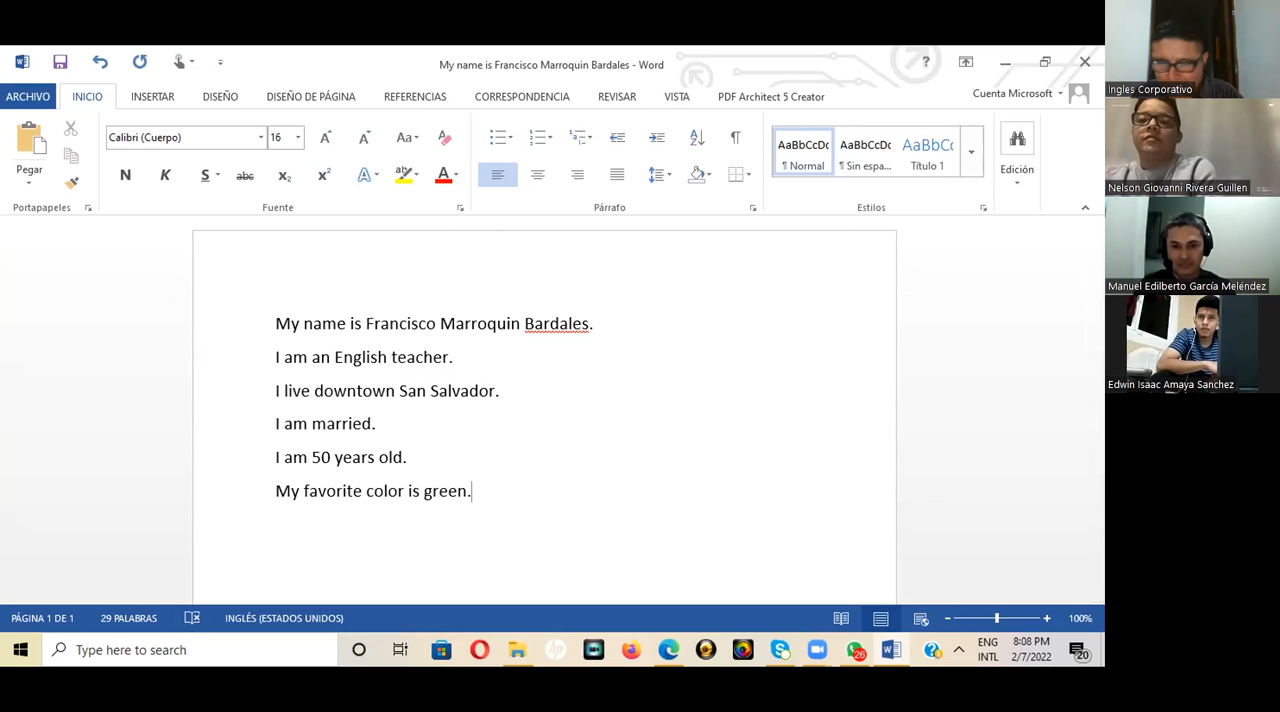 My name is Francisco Marroquin Bardales - Word
ARCHIVO INICIO INSERTAR DISEÑO DISEÑO DE PÁGINA REFERENCIAS CORRESPONDENCIA REVISAR VISTA PDF Architect 5 Creator Cuenta Microsoft
Pegar
Portapapeles
Calibri (Cuerpo) 16
Aa
N K S abc x₂ x²
Fuente
Párrafo
AaBbCcDc AaBbCcDc AaBbCc
¶ Normal ¶ Sin espa... Título 1
Estilos
Edición
Ingles Corporativo
Nelson Giovanni Rivera Guillen
Manuel Edilberto García Meléndez
Edwin Isaac Amaya Sanchez
My name is Francisco Marroquin Bardales.
I am an English teacher.
I live downtown San Salvador.
I am married.
I am 50 years old.
My favorite color is green.
PÁGINA 1 DE 1 29 PALABRAS INGLÉS (ESTADOS UNIDOS) 100%
Type here to search
26
ENG
INTL
8:08 PM
2/7/2022
20